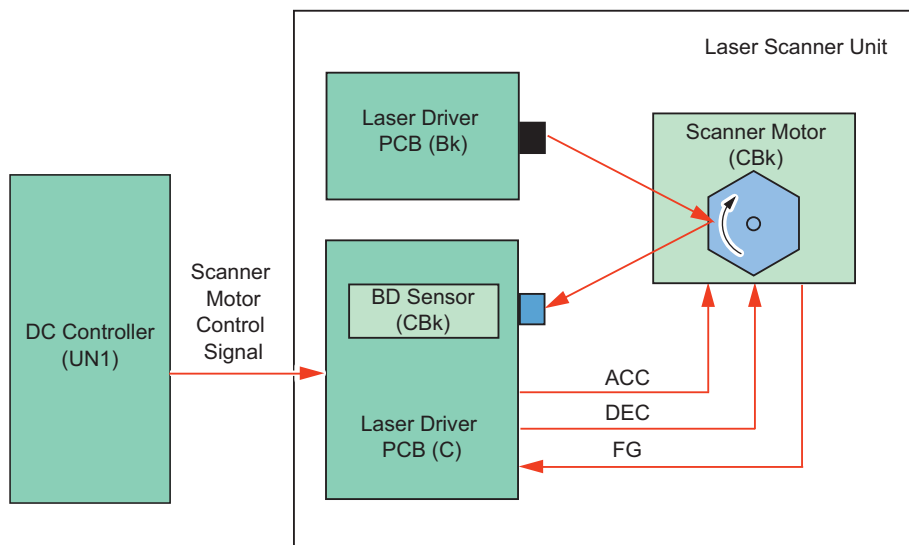 Laser Scanner Unit
Laser Driver
PCB (Bk)
Scanner Motor
(CBk)
DC Controller
(UN1)
Scanner
Motor
Control
Signal
BD Sensor
(CBk)
Laser Driver
PCB (C)
ACC
DEC
FG